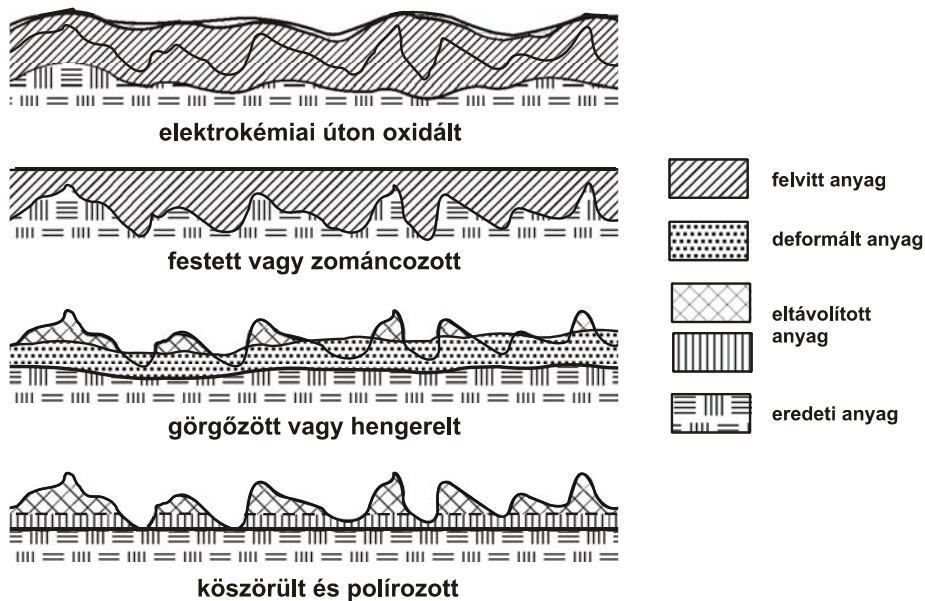 elektrokémiai úton oxidált
festett vagy zománcozott
görgőzött vagy hengerelt
köszörült és polírozott
felvitt anyag
deformált anyag
eltávolított
anyag
eredeti anyag